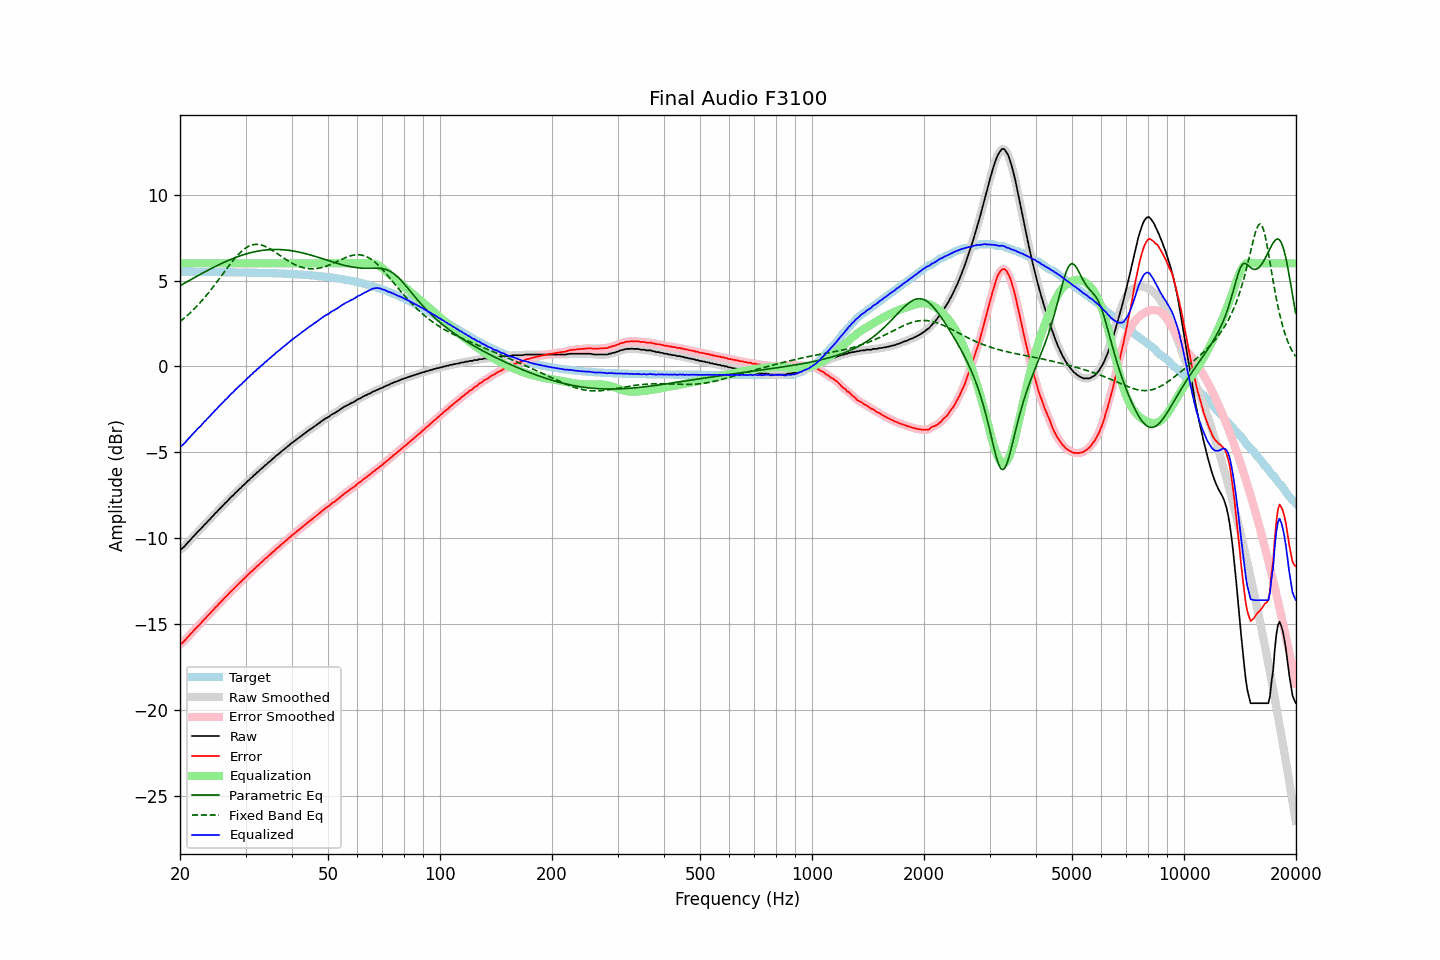 Final Audio F3100
Amplitude (dBr)
10
5
0
−5
−10
−15
−20
−25
Target
Raw Smoothed
Error Smoothed
Raw
Error
Equalization
Parametric Eq
Fixed Band Eq
Equalized
20 50 100 200 500 1000 2000 5000 10000 20000
Frequency (Hz)